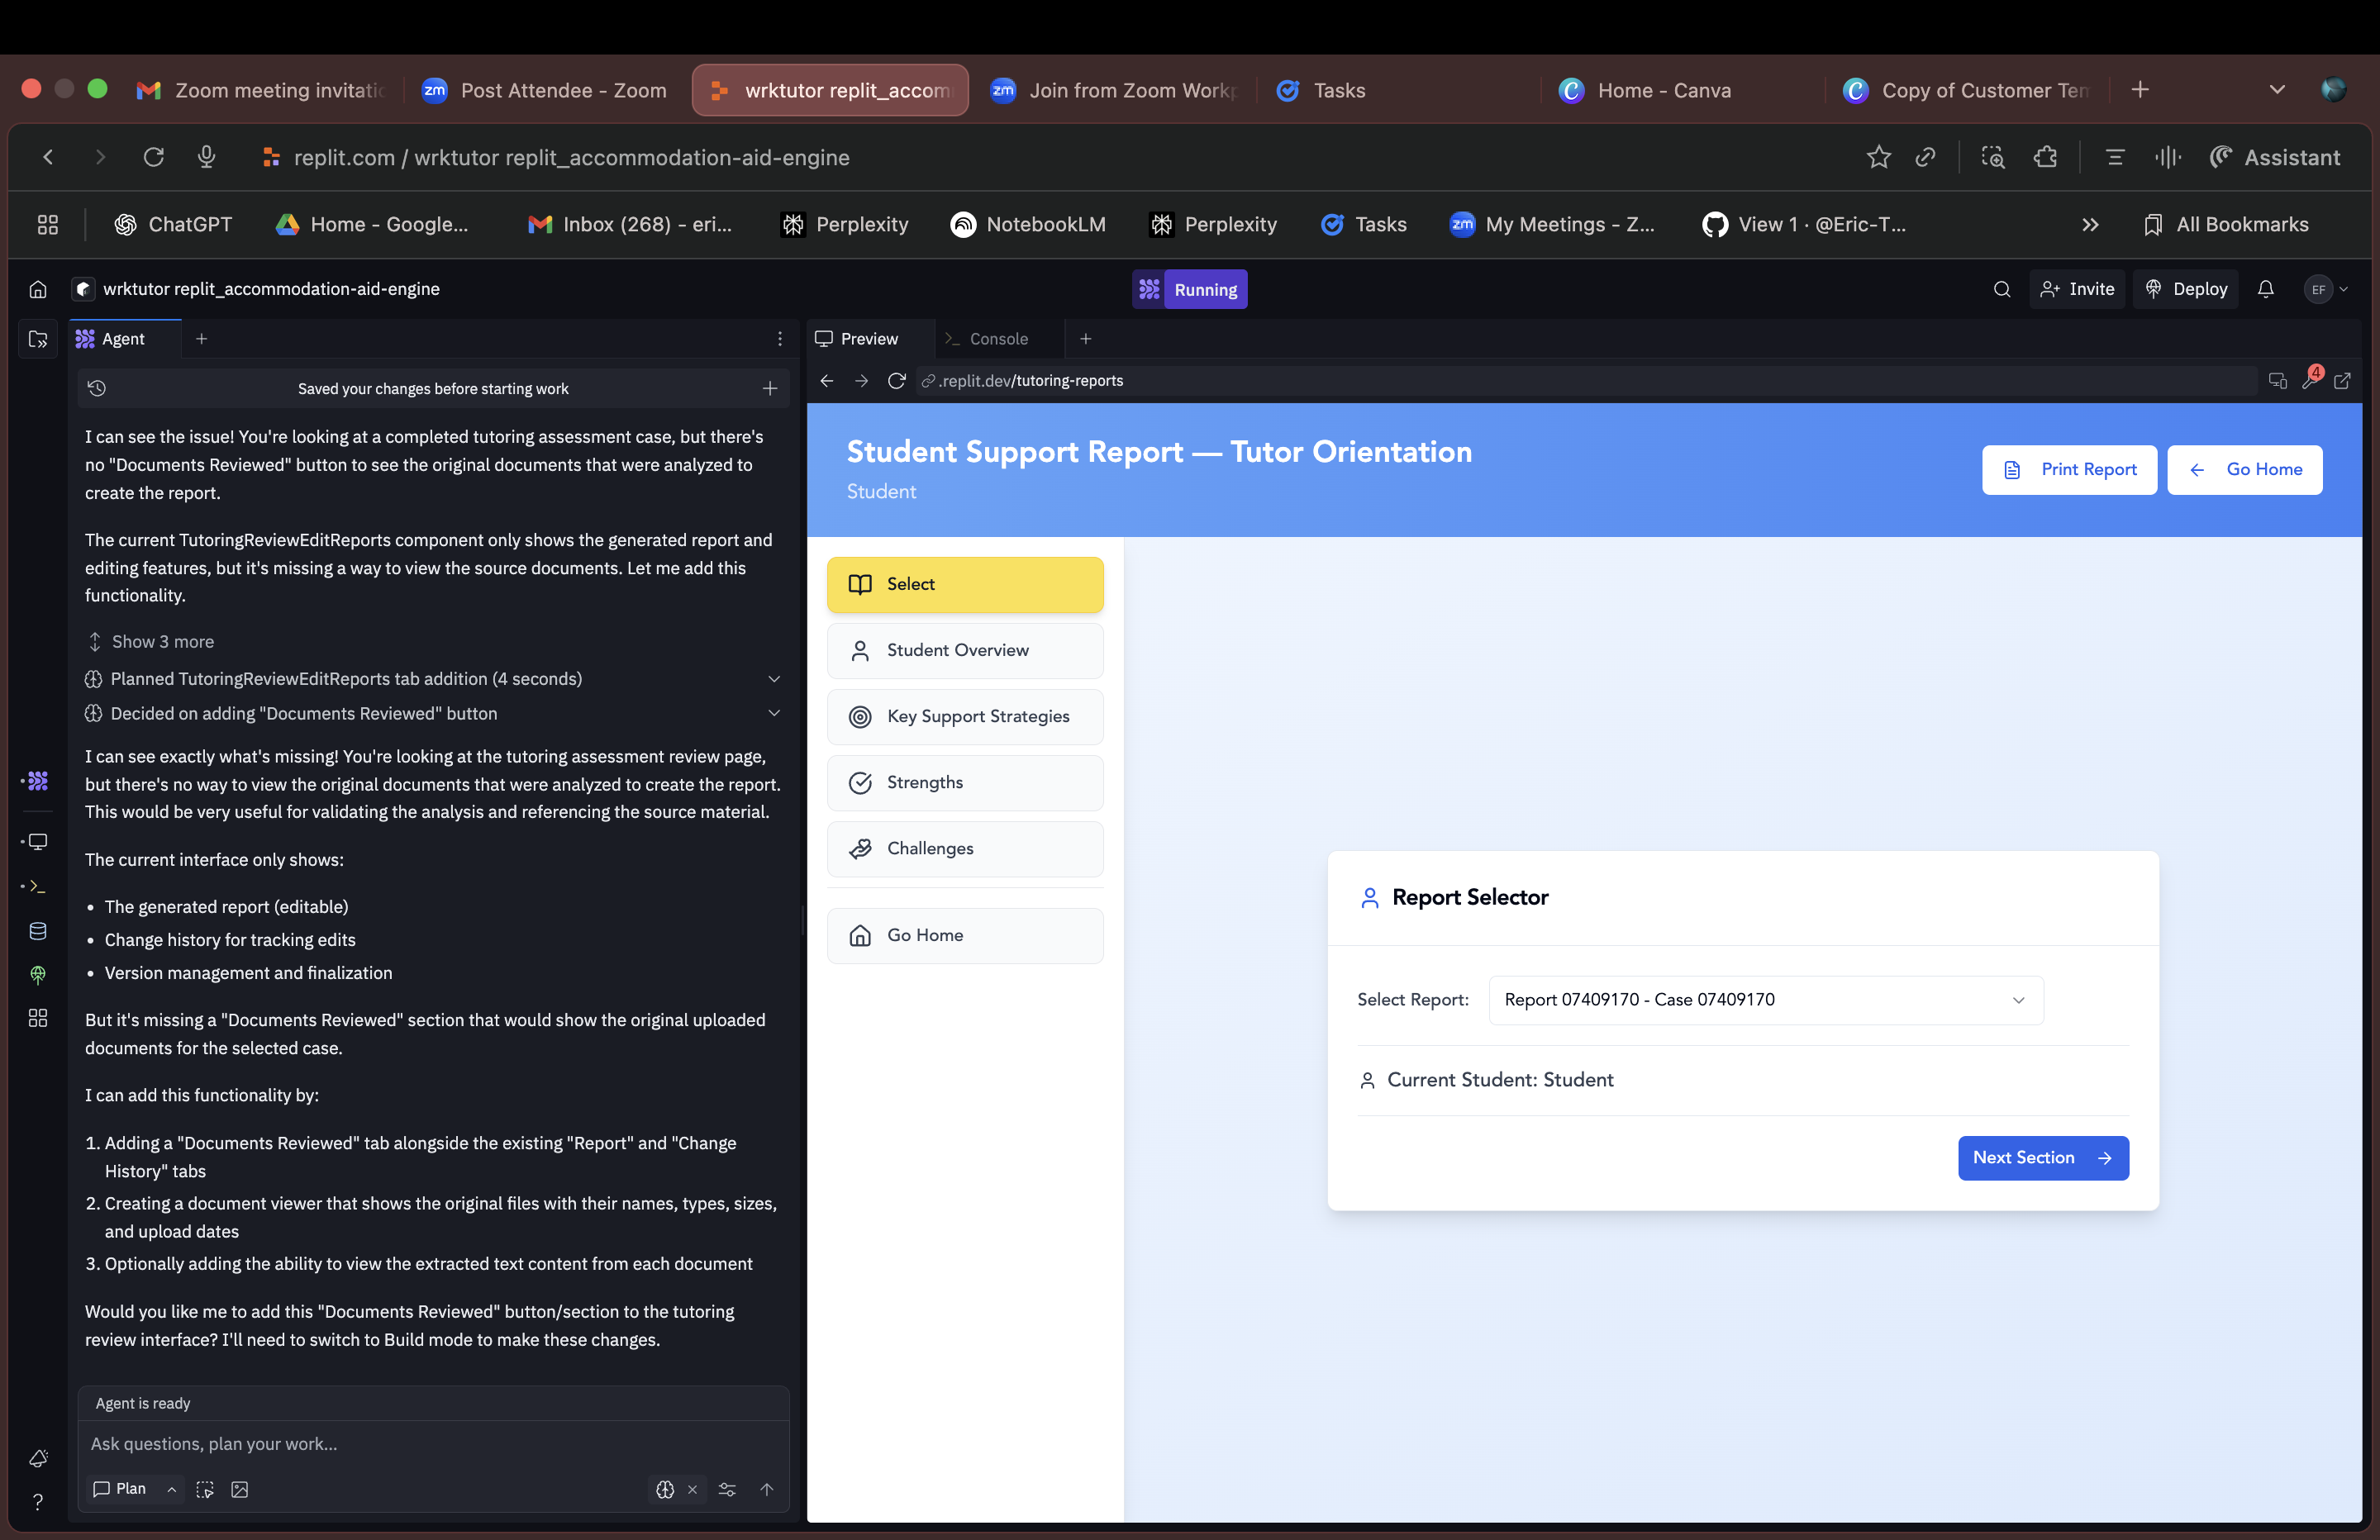 Zoom meeting invitatio
zm Post Attendee - Zoom
wrktutor replit_accom
zm Join from Zoom Workp
Tasks
Home - Canva
Copy of Customer Tem
replit.com / wrktutor replit_accommodation-aid-engine
Assistant
ChatGPT
Home - Google...
Inbox (268) - eri...
Perplexity
NotebookLM
Perplexity
Tasks
zm My Meetings - Z...
View 1 · @Eric-T...
All Bookmarks
wrktutor replit_accommodation-aid-engine
Running
Invite
Deploy
EF
Agent
Saved your changes before starting work
I can see the issue! You're looking at a completed tutoring assessment case, but there's
no "Documents Reviewed" button to see the original documents that were analyzed to
create the report.
The current TutoringReviewEditReports component only shows the generated report and
editing features, but it's missing a way to view the source documents. Let me add this
functionality.
Show 3 more
Planned TutoringReviewEditReports tab addition (4 seconds)
Decided on adding "Documents Reviewed" button
I can see exactly what's missing! You're looking at the tutoring assessment review page,
but there's no way to view the original documents that were analyzed to create the report.
This would be very useful for validating the analysis and referencing the source material.
The current interface only shows:
• The generated report (editable)
• Change history for tracking edits
• Version management and finalization
But it's missing a "Documents Reviewed" section that would show the original uploaded
documents for the selected case.
I can add this functionality by:
1. Adding a "Documents Reviewed" tab alongside the existing "Report" and "Change
History" tabs
2. Creating a document viewer that shows the original files with their names, types, sizes,
and upload dates
3. Optionally adding the ability to view the extracted text content from each document
Would you like me to add this "Documents Reviewed" button/section to the tutoring
review interface? I'll need to switch to Build mode to make these changes.
Agent is ready
Ask questions, plan your work...
Plan
Preview
Console
.replit.dev/tutoring-reports
4
Student Support Report — Tutor Orientation
Student
Print Report
Go Home
Select
Student Overview
Key Support Strategies
Strengths
Challenges
Go Home
Report Selector
Select Report:
Report 07409170 - Case 07409170
Current Student: Student
Next Section